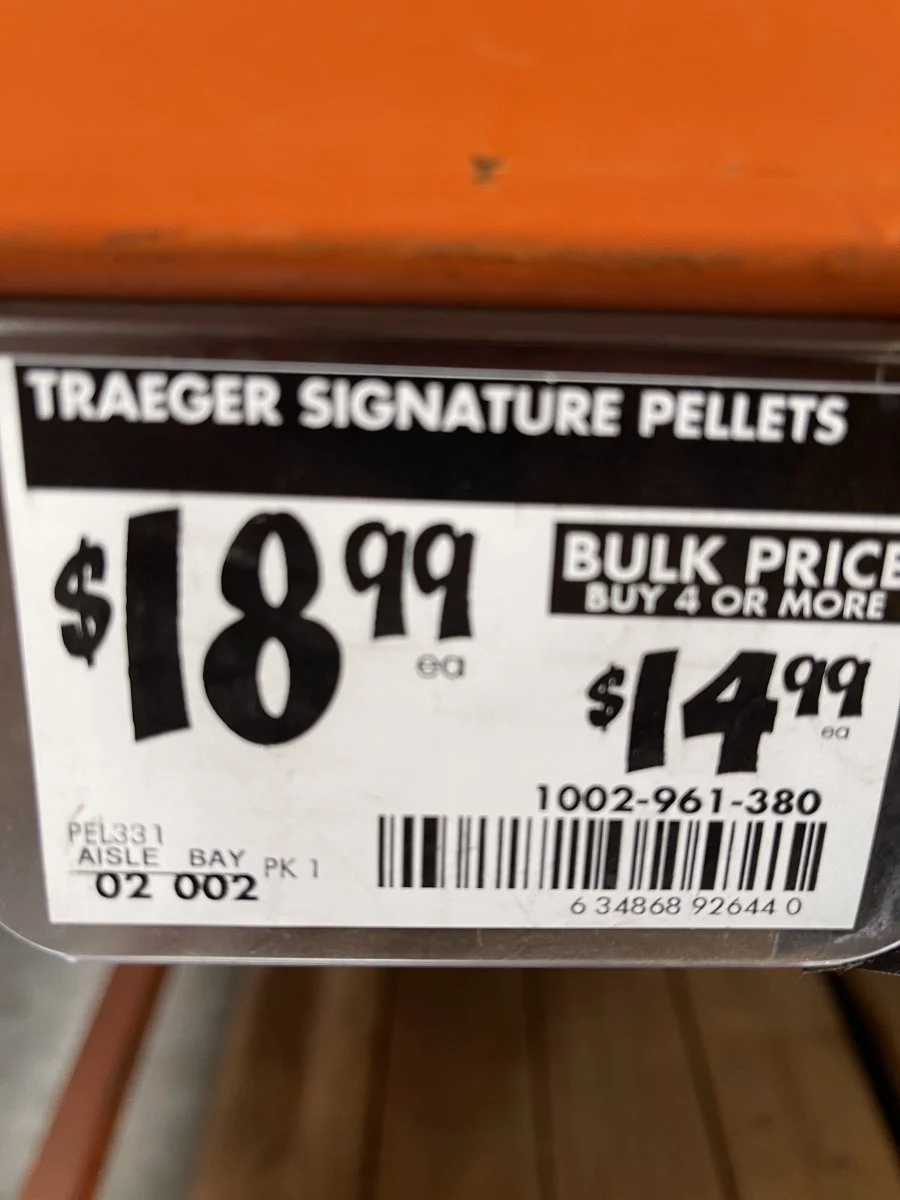 TRAEGER SIGNATURE PELLETS
$18.99
ea
BULK PRICE
BUY 4 OR MORE
$14.99
ea
1002-961-380
PEL331
AISLE BAY PK 1
02 002
6 34868 92644 0